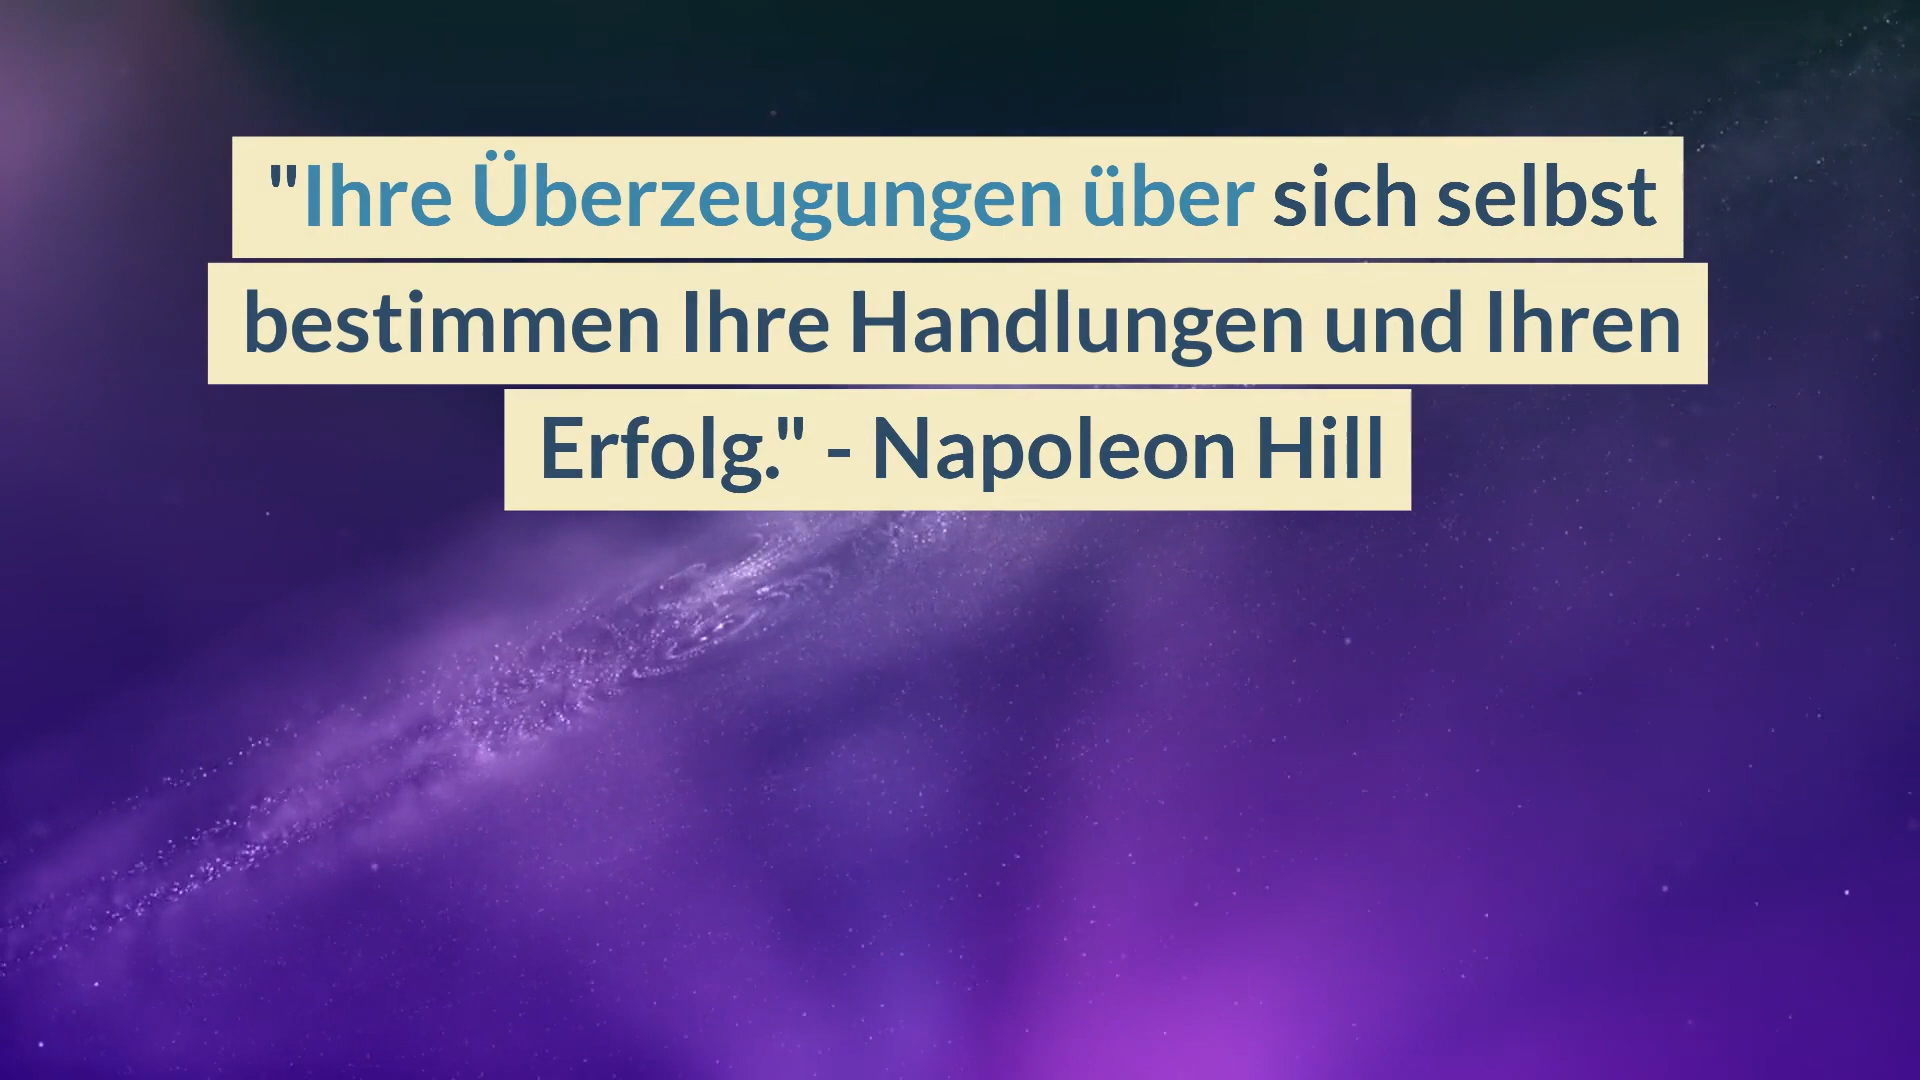 "Ihre Überzeugungen über sich selbst
bestimmen Ihre Handlungen und Ihren
Erfolg." - Napoleon Hill